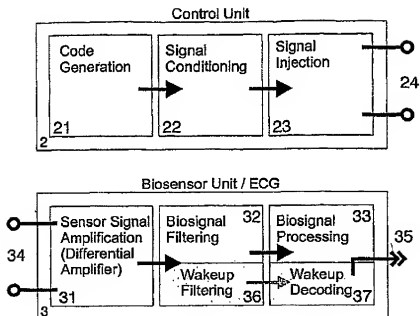 Control Unit
Code
Generation
Signal
Conditioning
Signal
Injection
24
2
21
22
23
Biosensor Unit / ECG
34
Sensor Signal
Amplification
(Differential
Amplifier)
31
Biosignal
Filtering
32
Wakeup
Filtering
36
Biosignal
Processing
33
Wakeup
Decoding
37
35
3